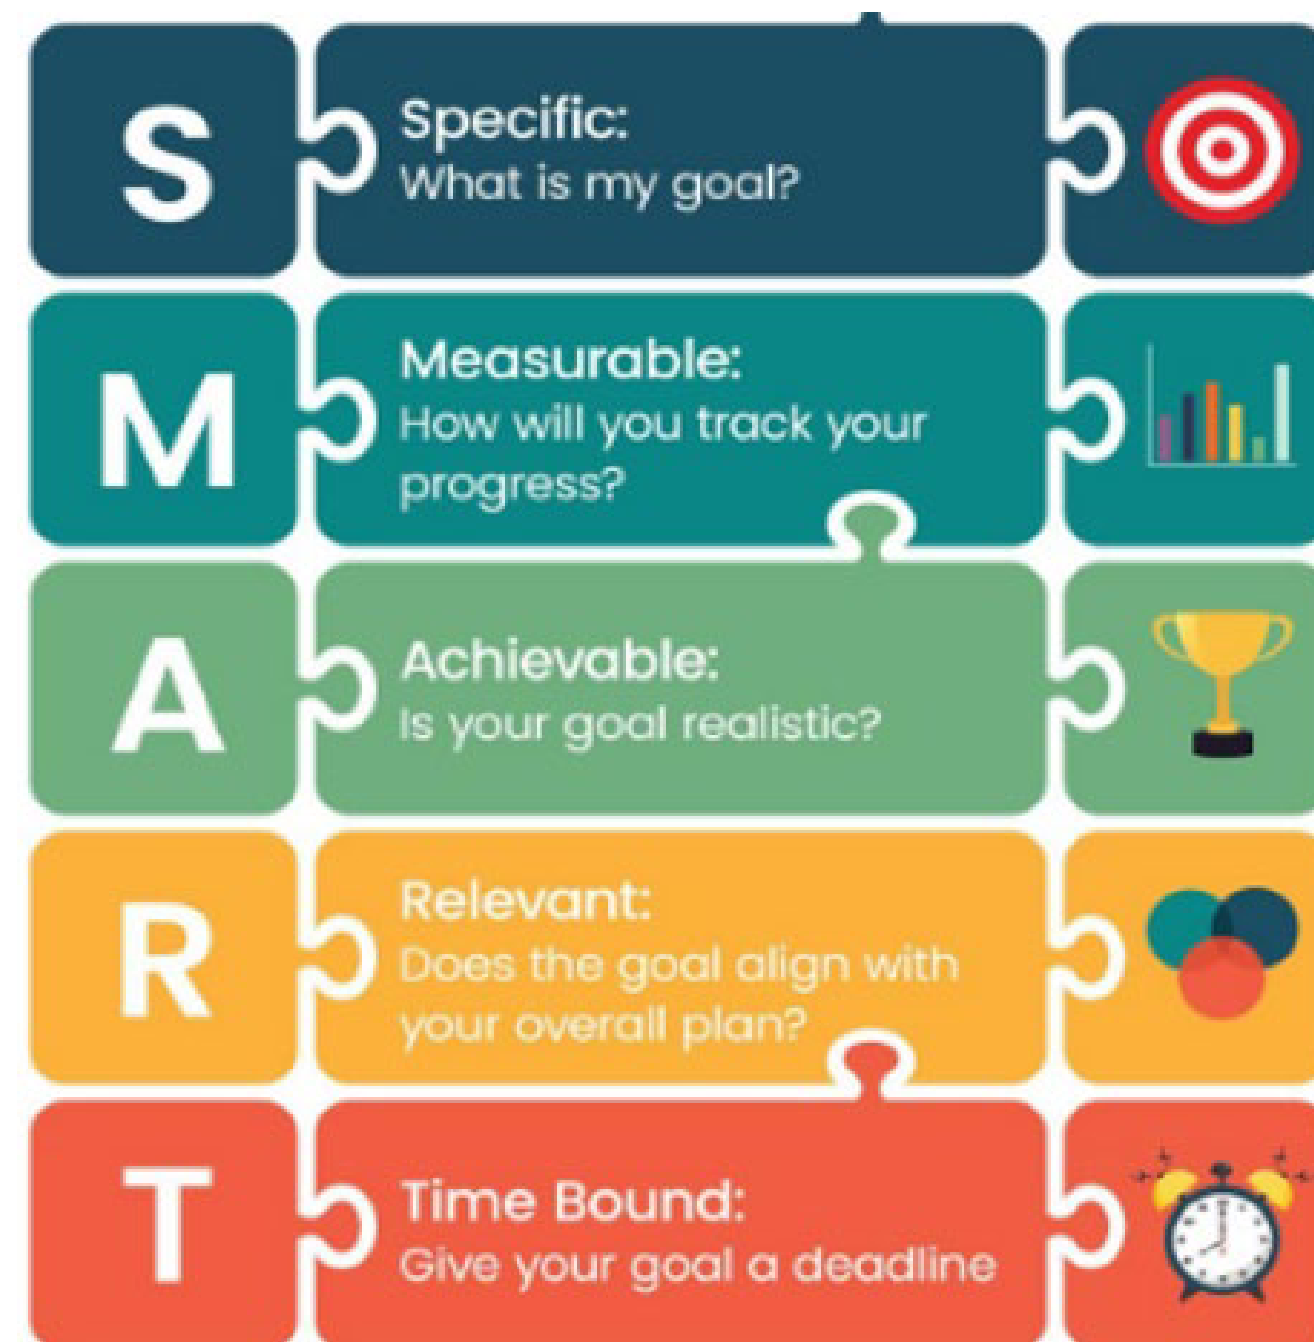 S
Specific:
What is my goal?
M
Measurable:
How will you track your
progress?
A
Achievable:
Is your goal realistic?
R
Relevant:
Does the goal align with
your overall plan?
T
Time Bound:
Give your goal a deadline